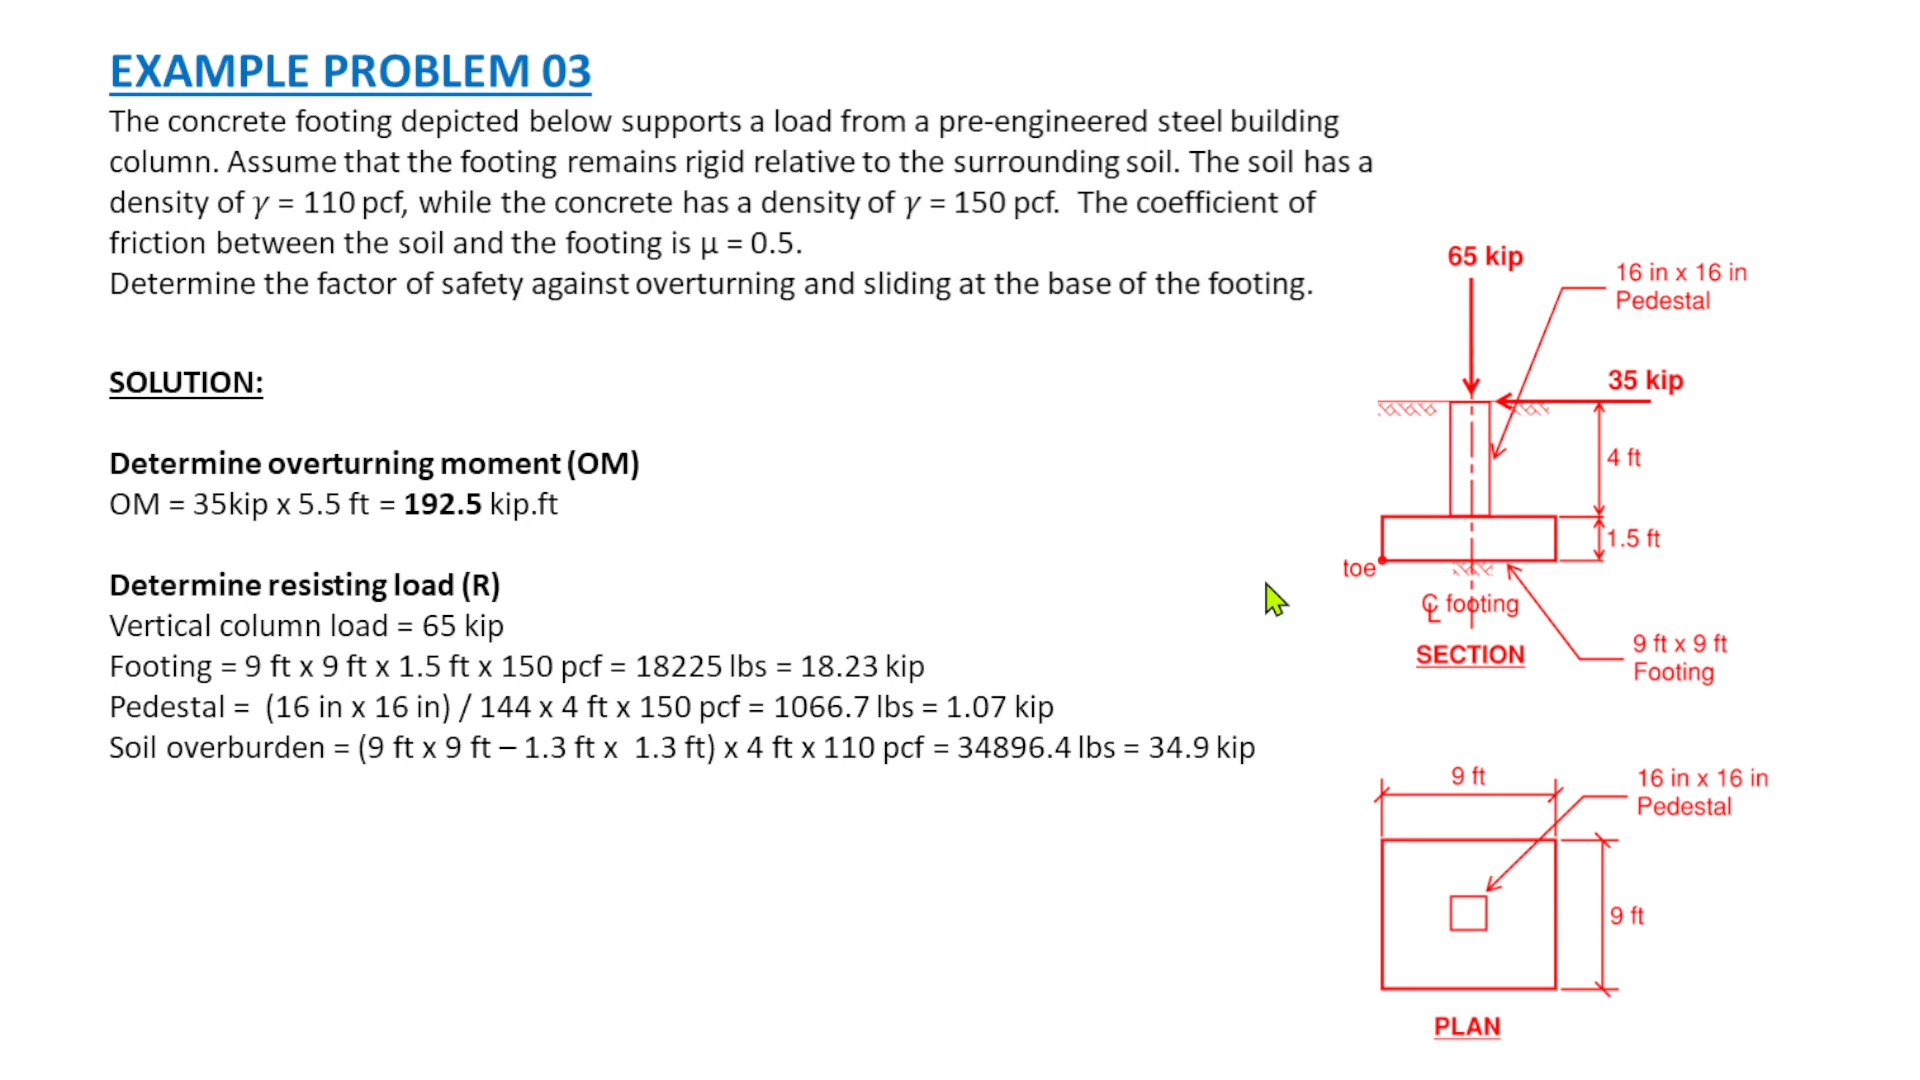 EXAMPLE PROBLEM 03
The concrete footing depicted below supports a load from a pre-engineered steel building
column. Assume that the footing remains rigid relative to the surrounding soil. The soil has a
density of γ = 110 pcf, while the concrete has a density of γ = 150 pcf. The coefficient of
friction between the soil and the footing is μ = 0.5.
Determine the factor of safety against overturning and sliding at the base of the footing.
SOLUTION:
Determine overturning moment (OM)
OM = 35kip x 5.5 ft = 192.5 kip.ft
Determine resisting load (R)
Vertical column load = 65 kip
Footing = 9 ft x 9 ft x 1.5 ft x 150 pcf = 18225 lbs = 18.23 kip
Pedestal = (16 in x 16 in) / 144 x 4 ft x 150 pcf = 1066.7 lbs = 1.07 kip
Soil overburden = (9 ft x 9 ft – 1.3 ft x 1.3 ft) x 4 ft x 110 pcf = 34896.4 lbs = 34.9 kip
65 kip
16 in x 16 in
Pedestal
35 kip
4 ft
1.5 ft
toe
℄ footing
SECTION
9 ft x 9 ft
Footing
9 ft
16 in x 16 in
Pedestal
9 ft
PLAN